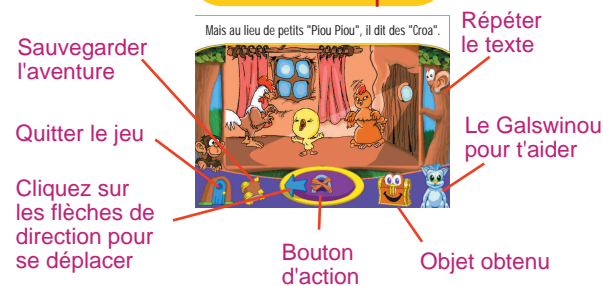 Mais au lieu de petits "Piou Piou", il dit des "Croa".
Répéter
le texte
Sauvegarder
l'aventure
Quitter le jeu
Le Galswinou
pour t'aider
Cliquez sur
les flèches de
direction pour
se déplacer
Bouton
d'action
Objet obtenu